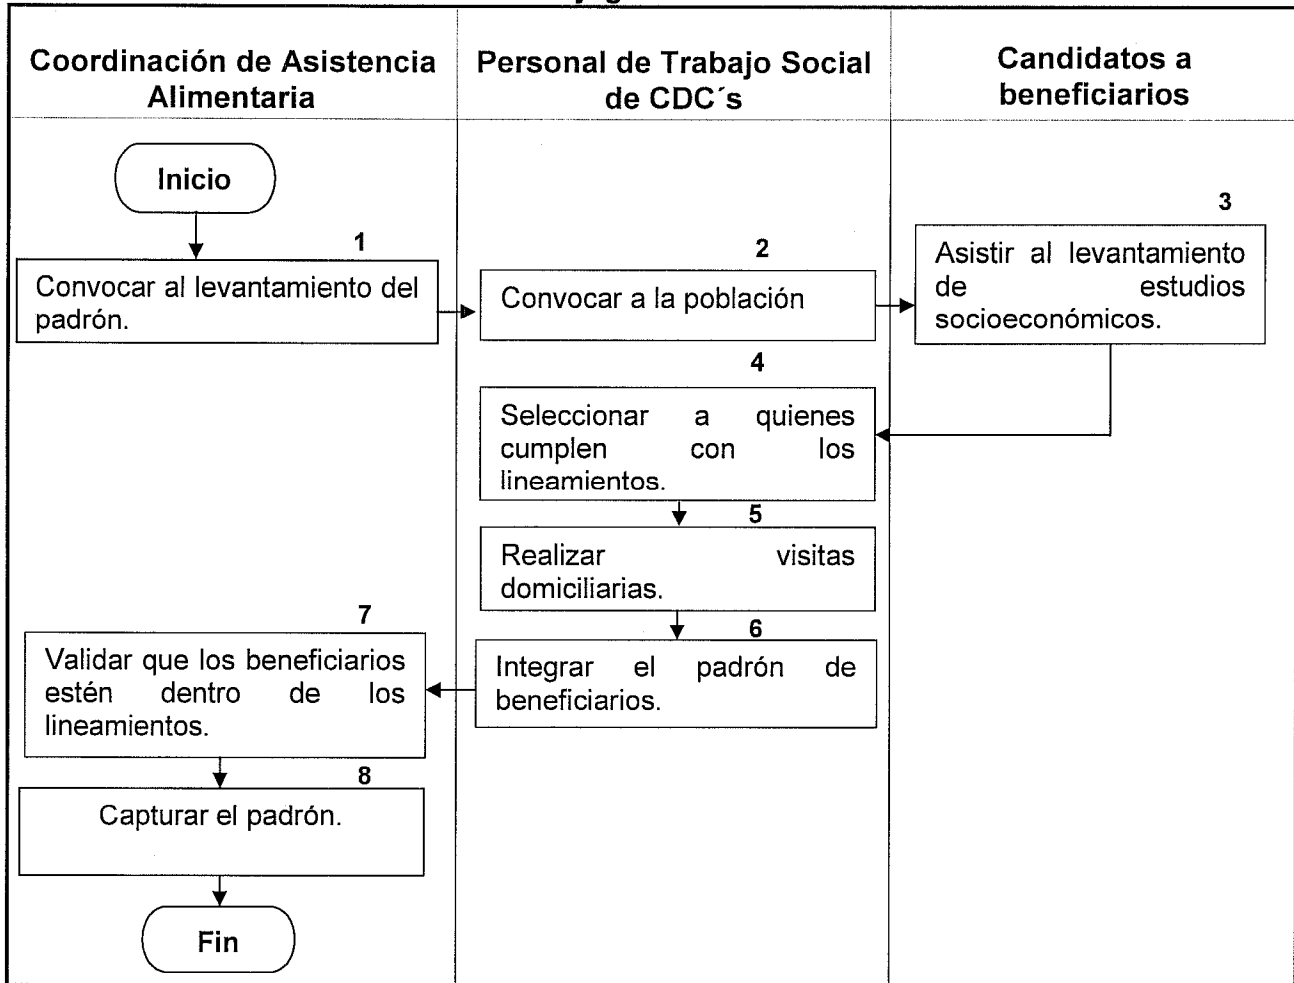 Coordinación de Asistencia
Alimentaria
Personal de Trabajo Social
de CDC´s
Candidatos a
beneficiarios
Inicio
1
Convocar al levantamiento del
padrón.
2
Convocar a la población
3
Asistir al levantamiento
de estudios
socioeconómicos.
4
Seleccionar a quienes
cumplen con los
lineamientos.
5
Realizar visitas
domiciliarias.
6
Integrar el padrón de
beneficiarios.
7
Validar que los beneficiarios
estén dentro de los
lineamientos.
8
Capturar el padrón.
Fin